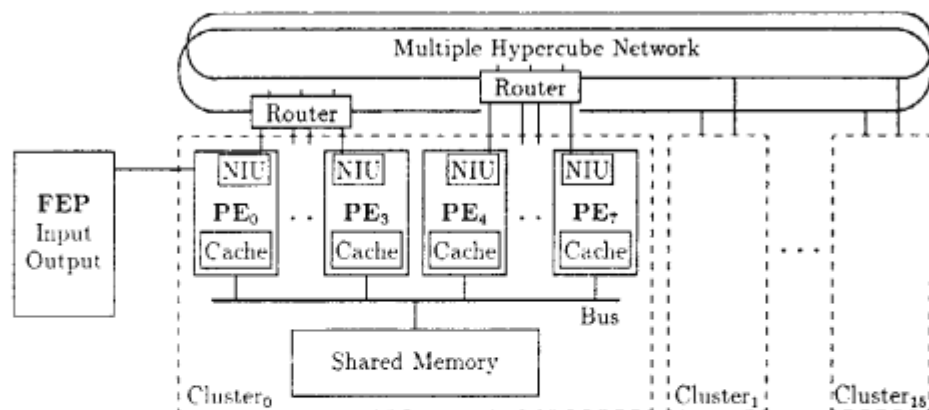 Multiple Hypercube Network
Router
Router
FEP
Input
Output
NIU
NIU
NIU
NIU
PE₀
. .
PE₃
PE₄
. .
PE₇
Cache
Cache
Cache
Cache
. . .
Bus
Shared Memory
Cluster₀
Cluster₁
Cluster₁₅